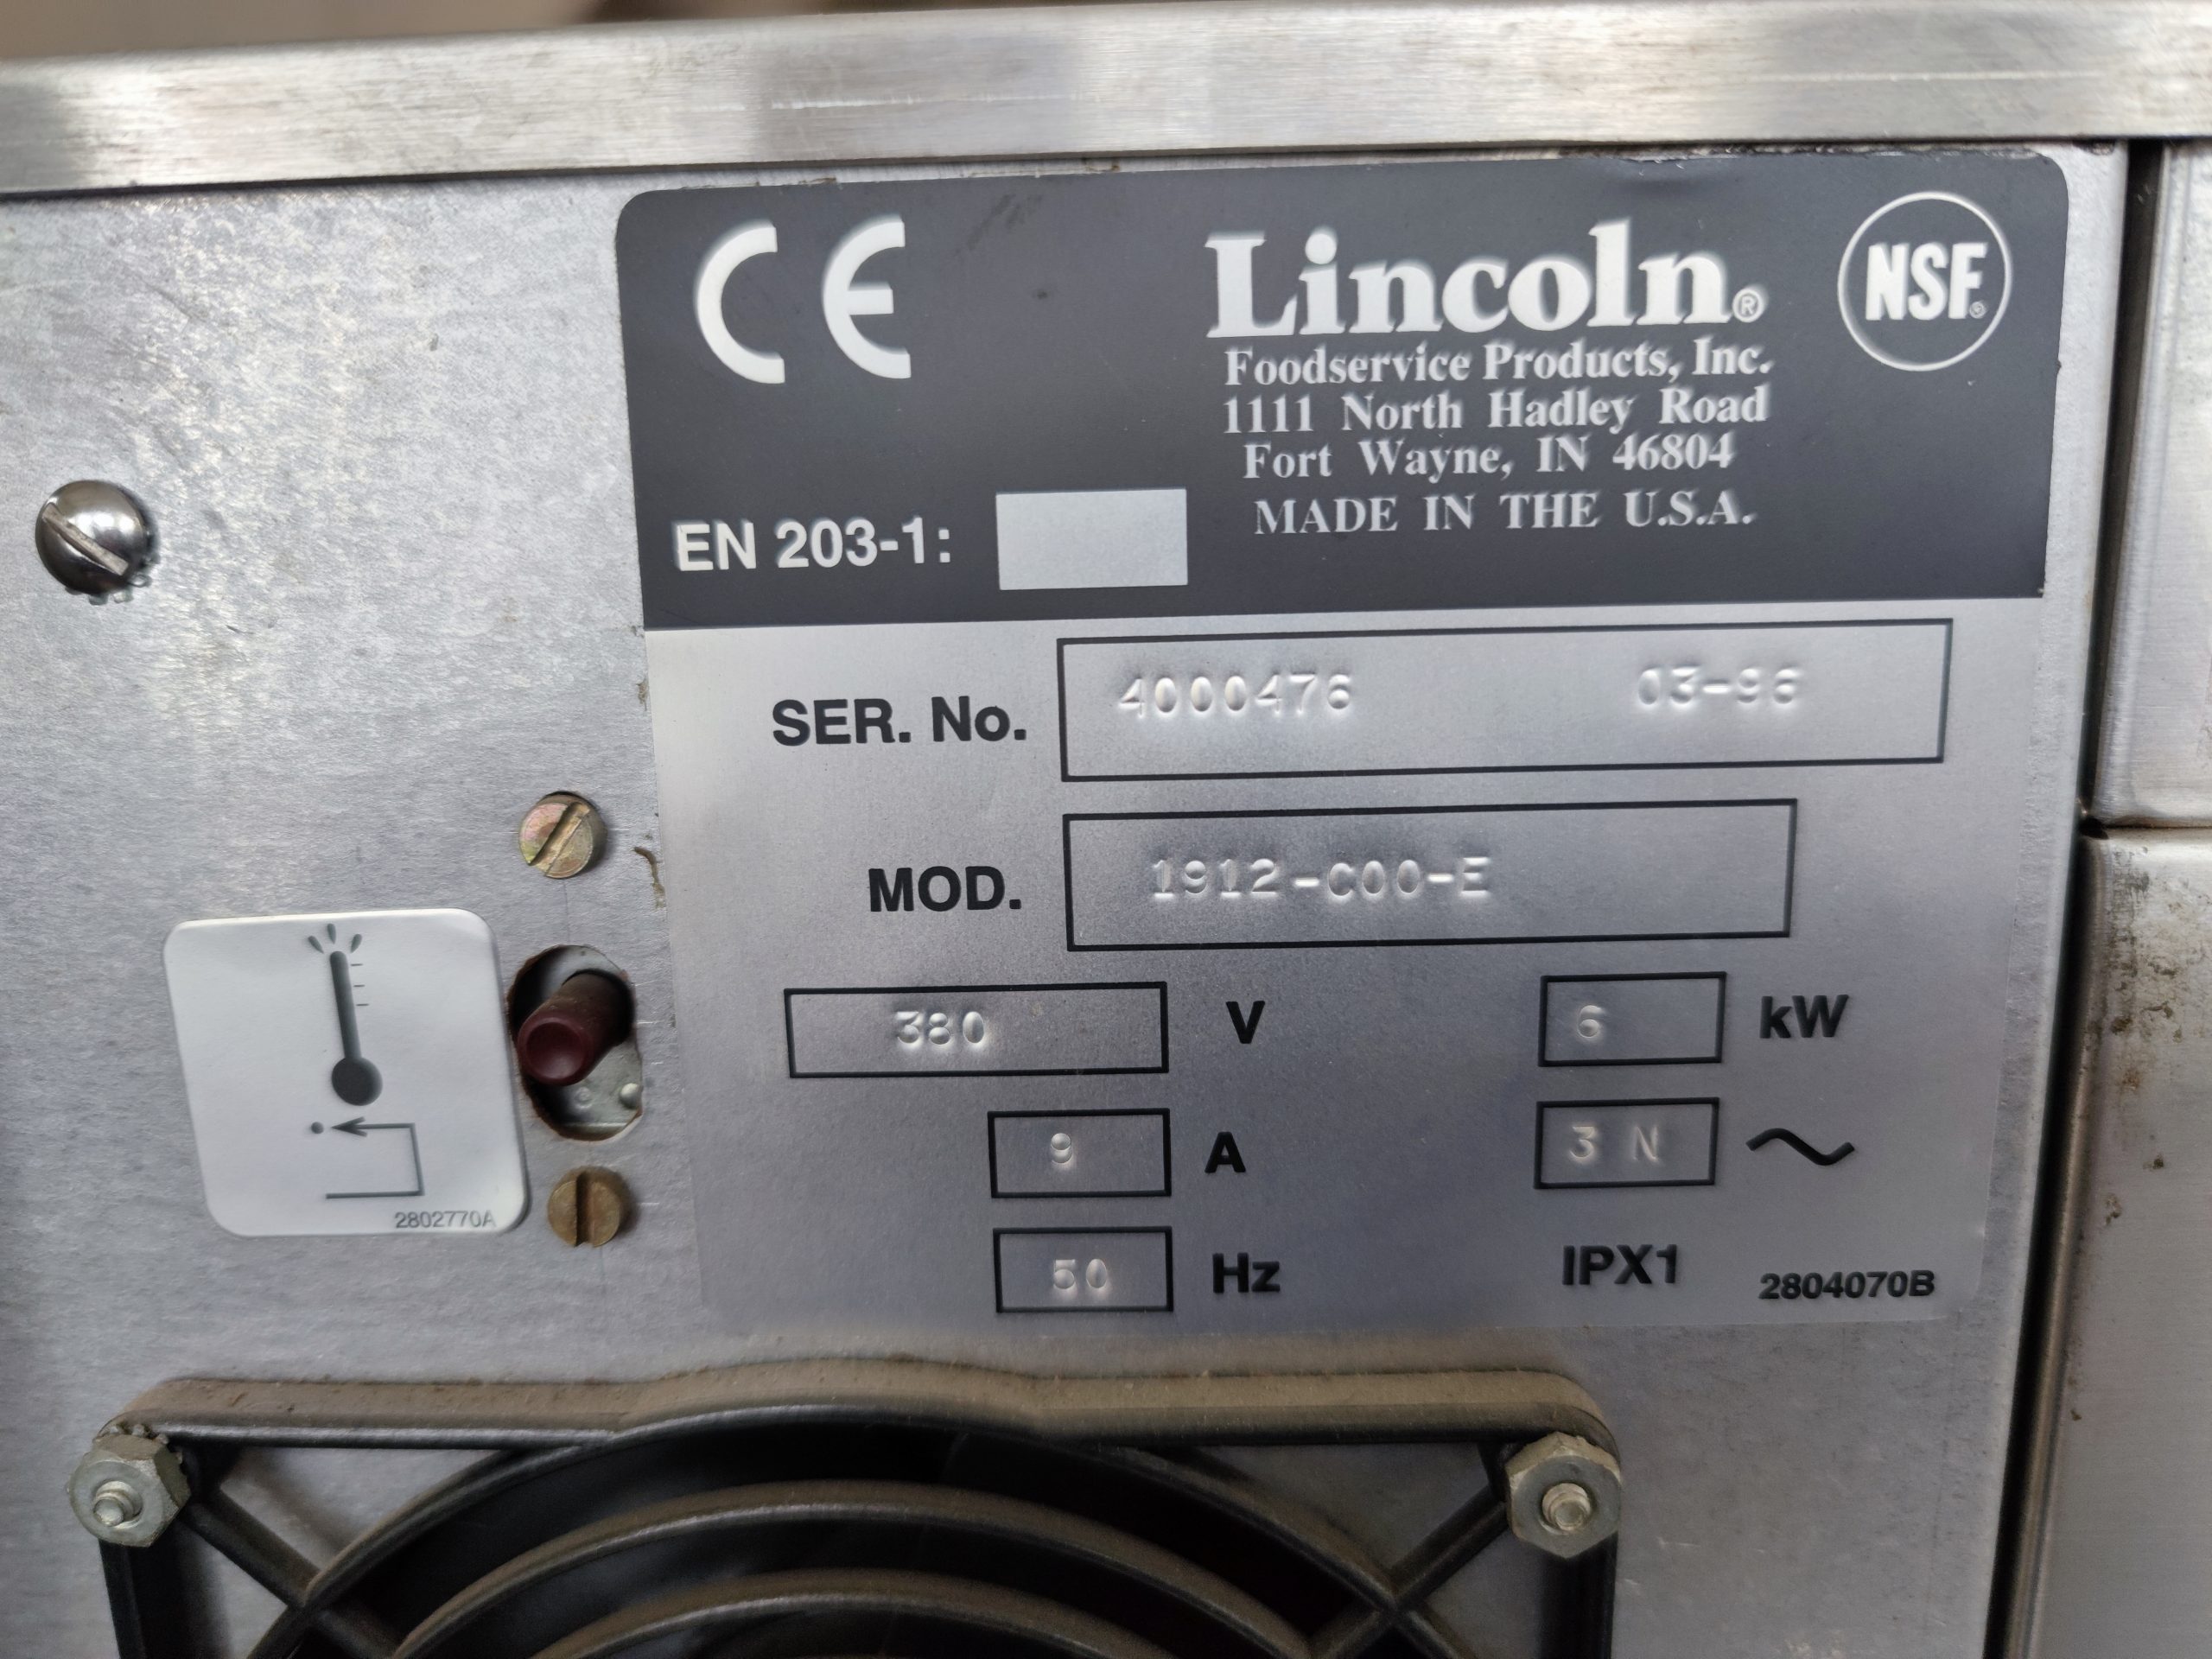 CE
Lincoln®
NSF®
Foodservice Products, Inc.
1111 North Hadley Road
Fort Wayne, IN 46804
MADE IN THE U.S.A.
EN 203-1:
SER. No. 4000476 03-96
MOD. 1912-C00-E
380 V 6 kW
9 A 3 N ~
50 Hz IPX1 2804070B
2802770A